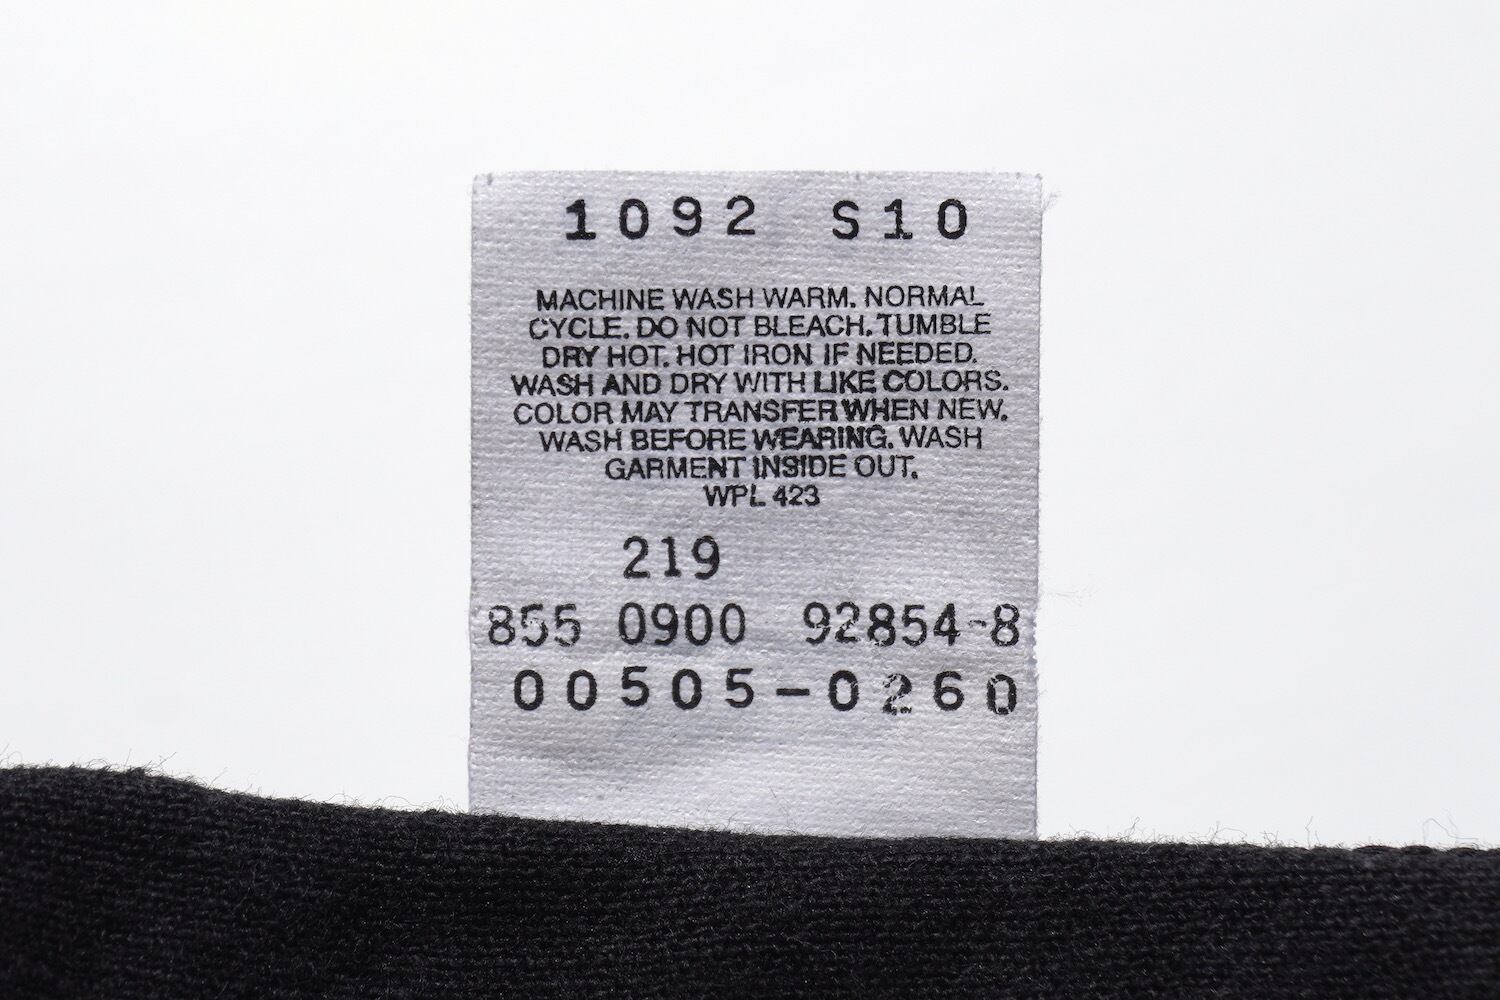 1092 S10
MACHINE WASH WARM. NORMAL
CYCLE. DO NOT BLEACH. TUMBLE
DRY HOT. HOT IRON IF NEEDED.
WASH AND DRY WITH LIKE COLORS.
COLOR MAY TRANSFER WHEN NEW.
WASH BEFORE WEARING. WASH
GARMENT INSIDE OUT.
WPL 423
219
855 0900 92854-8
00505-0260